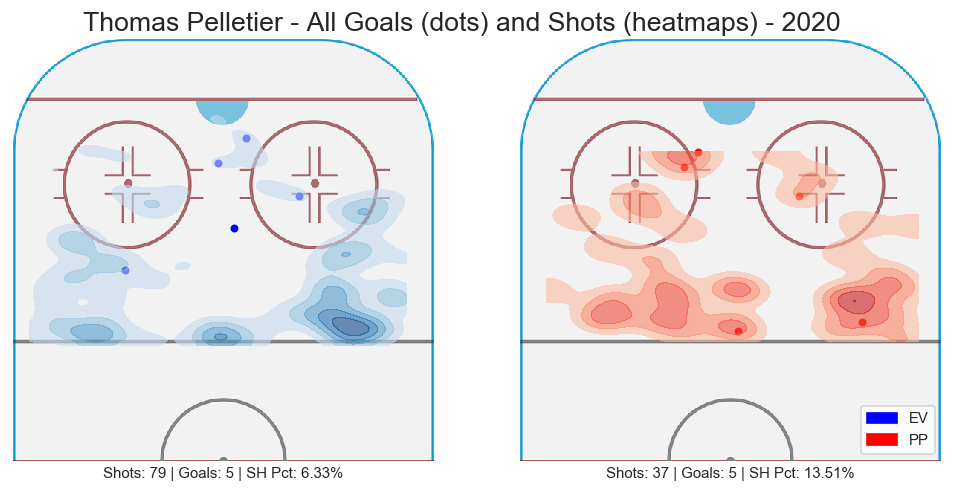 Thomas Pelletier - All Goals (dots) and Shots (heatmaps) - 2020
EV
PP
Shots: 79 | Goals: 5 | SH Pct: 6.33%
Shots: 37 | Goals: 5 | SH Pct: 13.51%